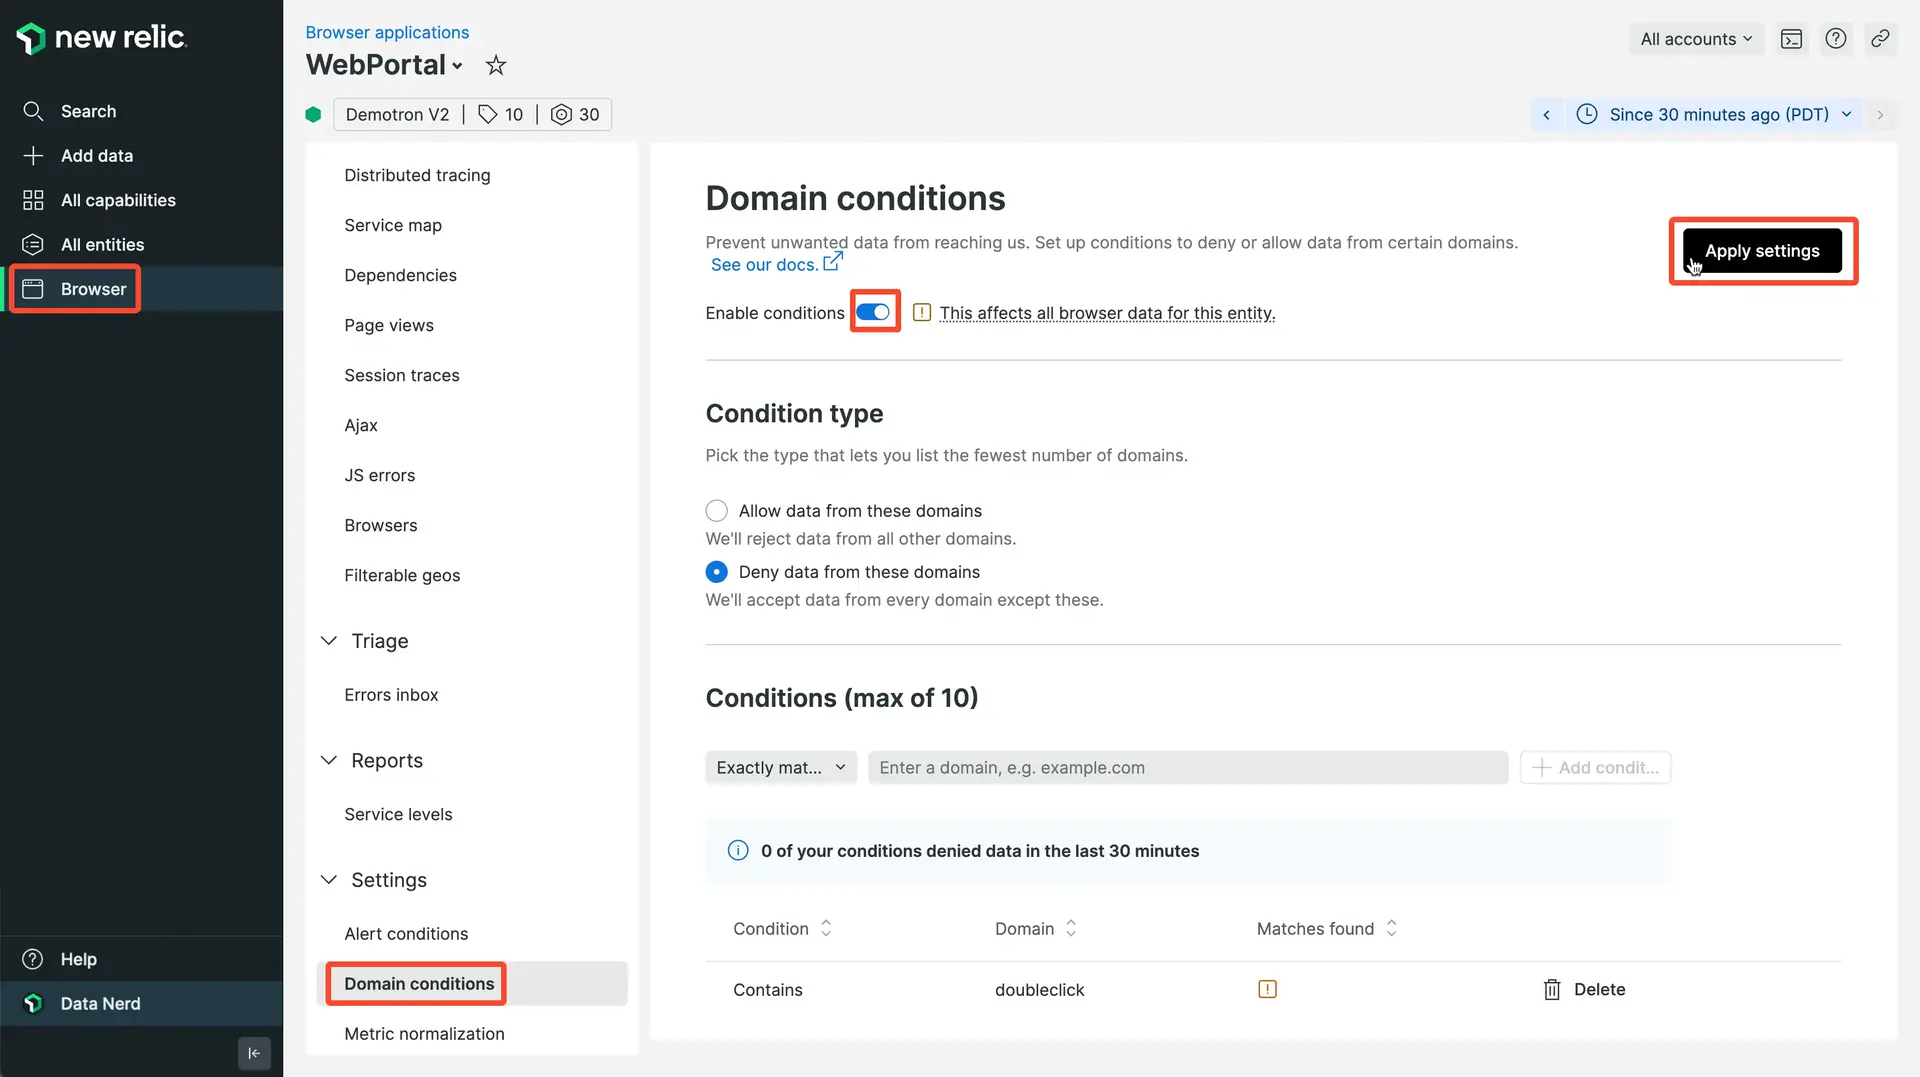 new relic.
Search
Add data
All capabilities
All entities
Browser
Help
Data Nerd
Browser applications
WebPortal
All accounts
Demotron V2 | 10 | 30
Since 30 minutes ago (PDT)
Distributed tracing
Service map
Dependencies
Page views
Session traces
Ajax
JS errors
Browsers
Filterable geos
Triage
Errors inbox
Reports
Service levels
Settings
Alert conditions
Domain conditions
Metric normalization
Domain conditions
Prevent unwanted data from reaching us. Set up conditions to deny or allow data from certain domains.
See our docs.
Apply settings
Enable conditions
This affects all browser data for this entity.
Condition type
Pick the type that lets you list the fewest number of domains.
Allow data from these domains
We'll reject data from all other domains.
Deny data from these domains
We'll accept data from every domain except these.
Conditions (max of 10)
Exactly mat... Enter a domain, e.g. example.com Add condit...
0 of your conditions denied data in the last 30 minutes
Condition Domain Matches found
Contains doubleclick Delete